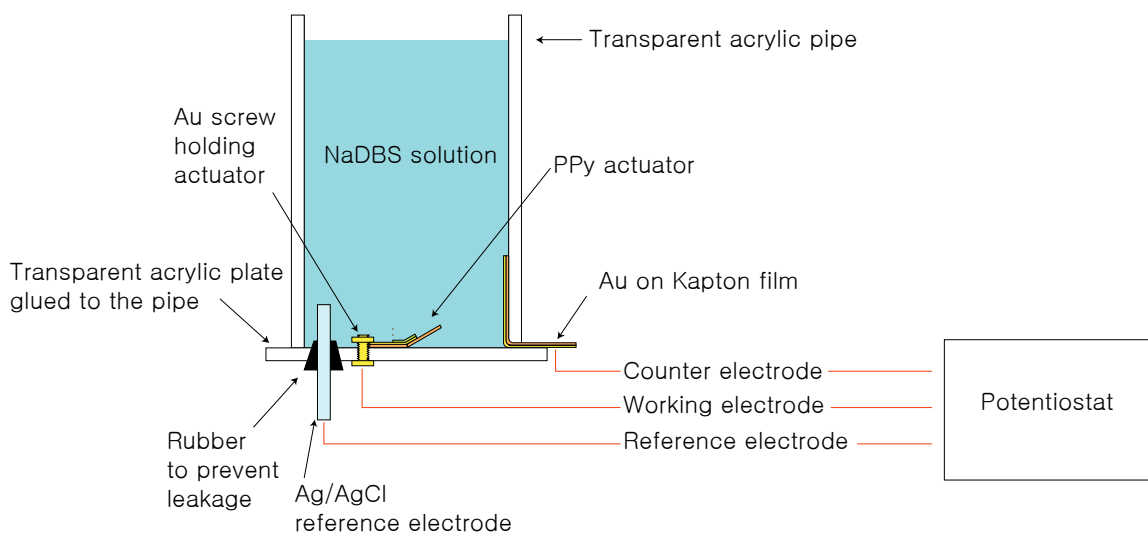 Transparent acrylic pipe
Au screw
holding
actuator
NaDBS solution
PPy actuator
Transparent acrylic plate
glued to the pipe
Au on Kapton film
Counter electrode
Working electrode
Reference electrode
Potentiostat
Rubber
to prevent
leakage
Ag/AgCl
reference electrode